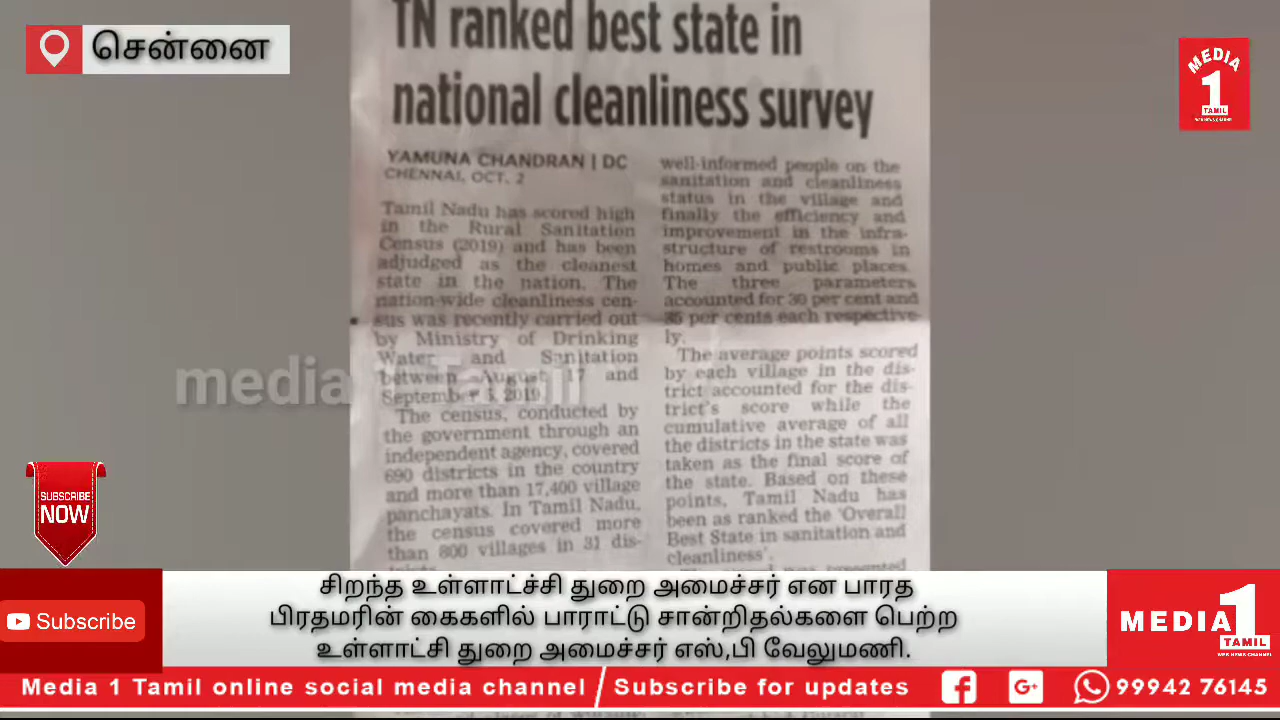 சென்னை
MEDIA
1
TAMIL
WEB NEWS CHANNEL
TN ranked best state in
national cleanliness survey
YAMUNA CHANDRAN | DC
CHENNAI, OCT. 2
Tamil Nadu has scored high
in the Rural Sanitation
Census (2019) and has been
adjudged as the cleanest
state in the nation. The
nation-wide cleanliness cen-
sus was recently carried out
by Ministry of Drinking
Water and Sanitation
between August 17 and
September 2019.
The census, conducted by
the government through an
independent agency, covered
690 districts in the country
and more than 17,400 village
panchayats. In Tamil Nadu,
the census covered more
than 800 villages in 31 dis-
well-informed people on the
sanitation and cleanliness
status in the village and
finally the efficiency and
improvement in the infra-
structure of restrooms in
homes and public places.
The three parameters
accounted for 30 per cent and
35 per cents each respective-
ly.
The average points scored
by each village in the dis-
trict accounted for the dis-
trict's score while the
cumulative average of all
the districts in the state was
taken as the final score of
the state. Based on these
points, Tamil Nadu has
been as ranked the 'Overall
Best State in sanitation and
cleanliness'.
media 1 Tamil
SUBSCRIBE
NOW
Subscribe
சிறந்த உள்ளாட்ச்சி துறை அமைச்சர் என பாரத
பிரதமரின் கைகளில் பாராட்டு சான்றிதல்களை பெற்ற
உள்ளாட்சி துறை அமைச்சர் எஸ்,பி வேலுமணி.
MEDIA 1
TAMIL
WEB NEWS CHANNEL
Media 1 Tamil online social media channel / Subscribe for updates
G+
99942 76145